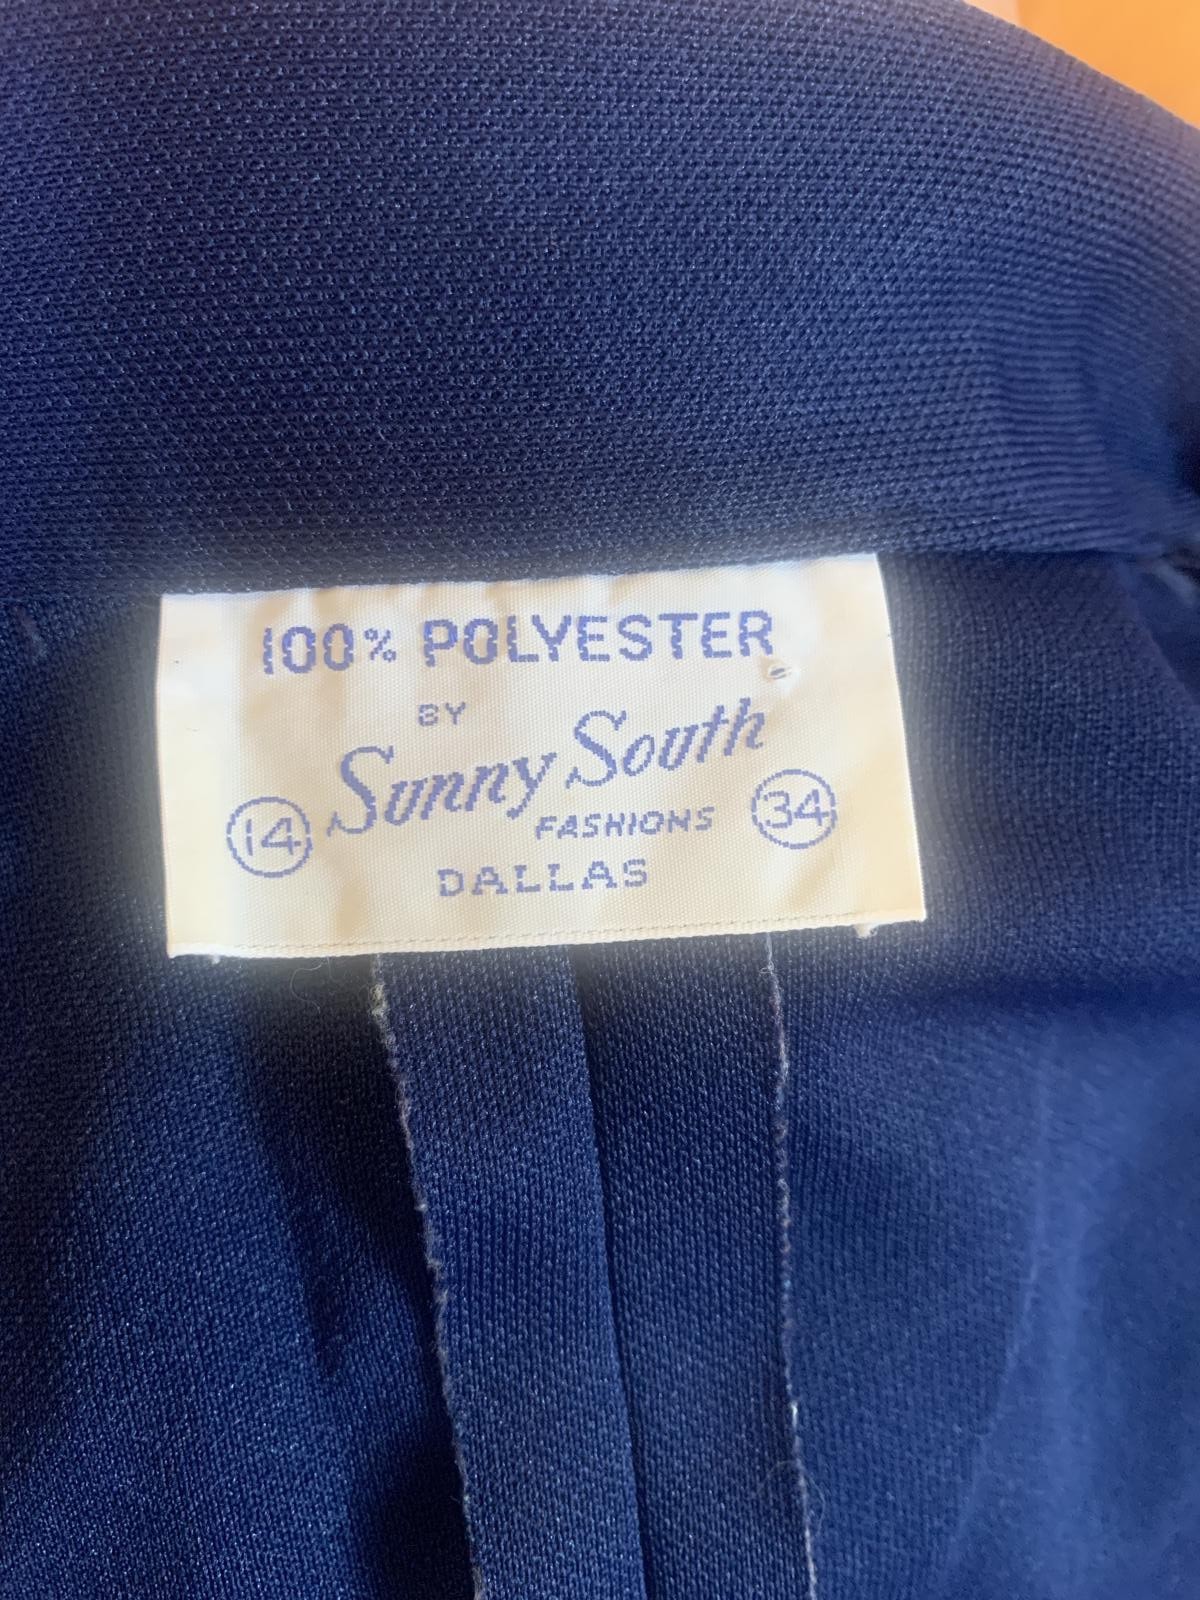 100% POLYESTER
BY
Sunny South
14 FASHIONS 34
DALLAS